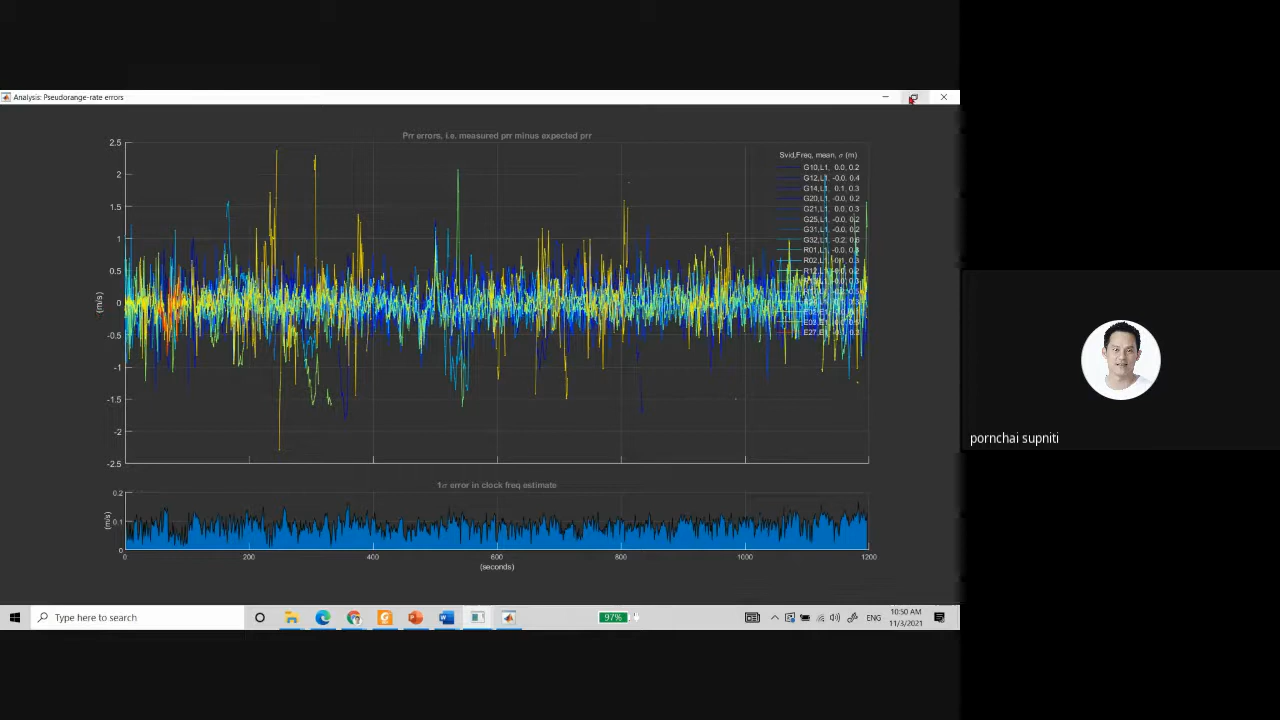 Analysis: Pseudorange-rate errors
Prr errors, i.e. measured prr minus expected prr
2.5
2
1.5
1
0.5
0
-0.5
-1
-1.5
-2
-2.5
(m/s)
Svid,Freq, mean, σ (m)
G10,L1, 0.0, 0.2
G12,L1, -0.0, 0.4
G14,L1, 0.1, 0.3
G20,L1, -0.0, 0.2
G21,L1, 0.0, 0.3
G25,L1, -0.0, 0.2
G31,L1, -0.0, 0.2
G32,L1, -0.2,
R01,L1, -0.0,
R02,L1,
R12,L1,
E27,
1σ error in clock freq estimate
0.2
0.1
0
(m/s)
0 200 400 600 800 1000 1200
(seconds)
pornchai supniti
Type here to search
97%
ENG
10:50 AM
11/3/2021